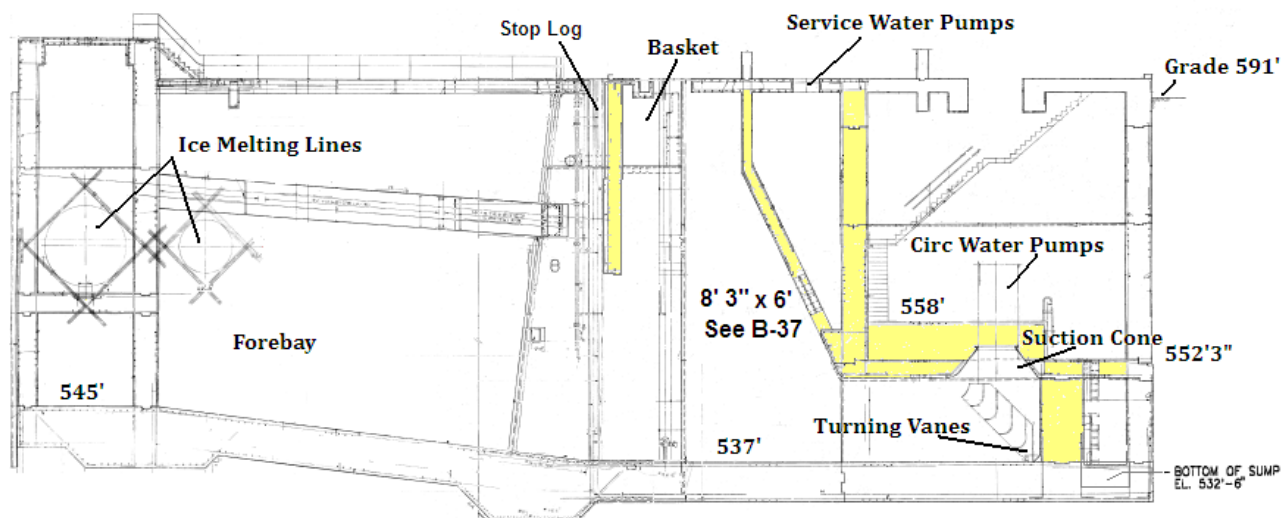 Service Water Pumps
Stop Log
Basket
Grade 591'
Ice Melting Lines
Circ Water Pumps
8' 3" x 6'
See B-37
558'
Forebay
Suction Cone
552'3"
545'
537'
Turning Vanes
BOTTOM OF SUMP
EL. 532'-6"